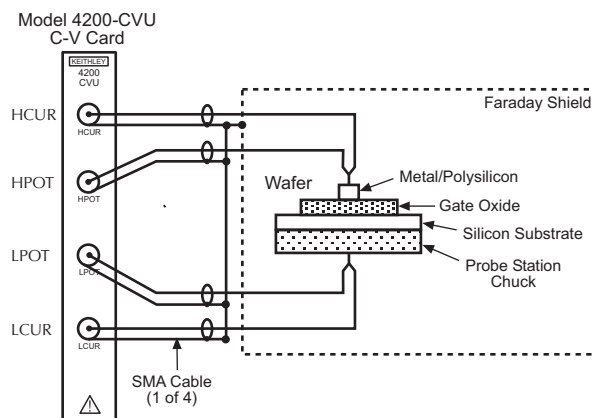 Model 4200-CVU
C-V Card
KEITHLEY
4200
CVU
HCUR
HCUR
HPOT
HPOT
LPOT
LPOT
LCUR
LCUR
SMA Cable
(1 of 4)
Faraday Shield
Wafer
Metal/Polysilicon
Gate Oxide
Silicon Substrate
Probe Station
Chuck